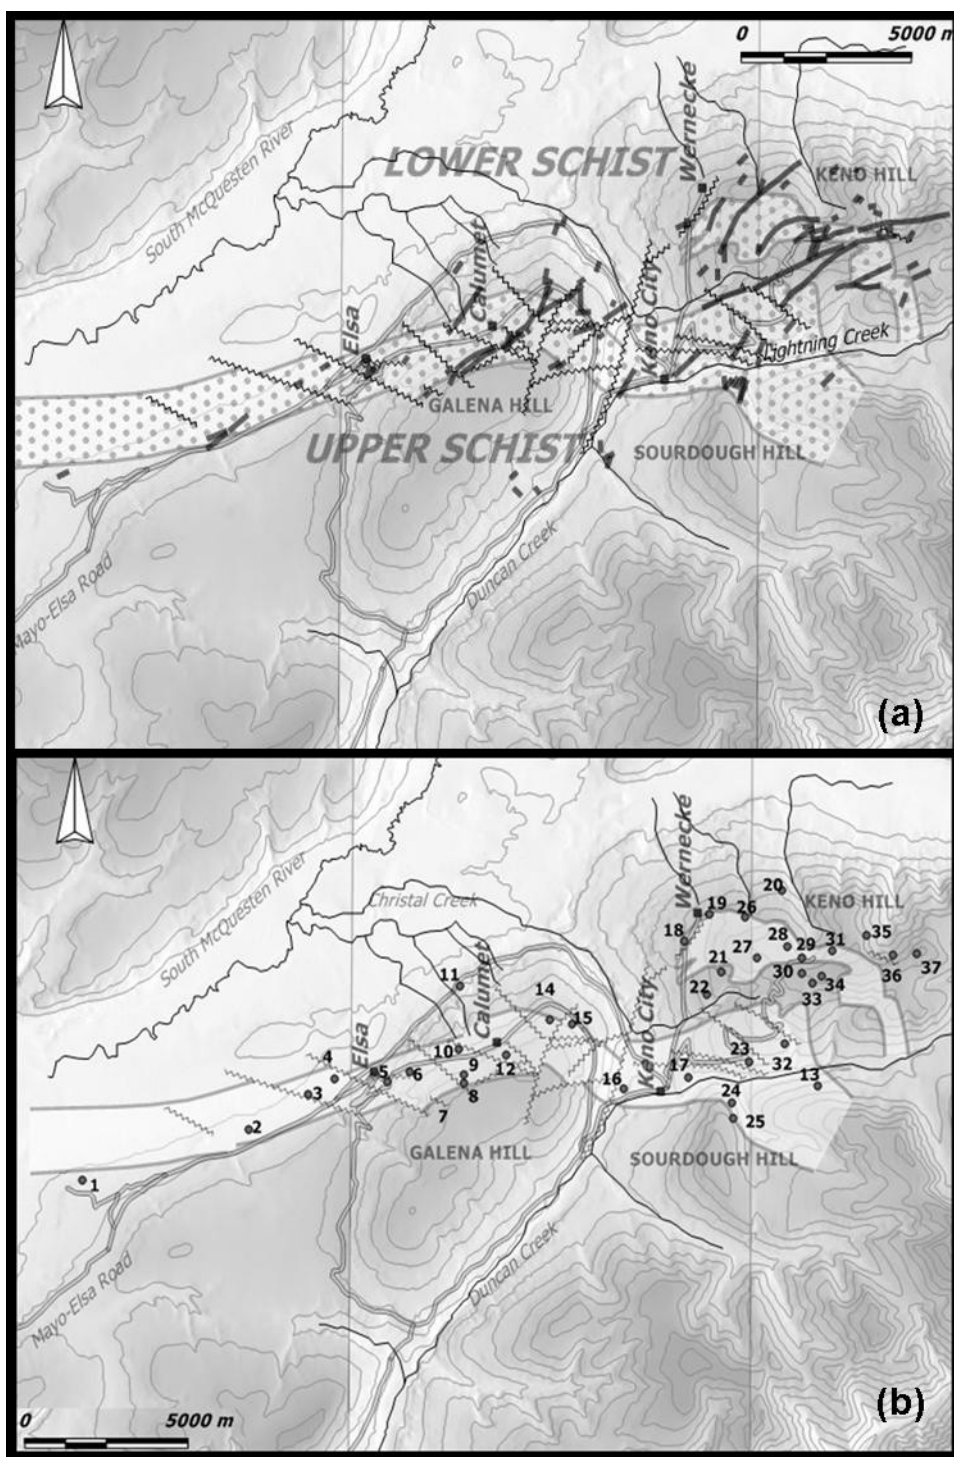 0 5000 m
Wernecke
LOWER SCHIST
KENO HILL
South McQuesten River
Calumet
Keno City
Elsa
Lightning Creek
GALENA HILL
UPPER SCHIST
SOURDOUGH HILL
Duncan Creek
Mayo-Elsa Road
(a)
Wernecke
20
KENO HILL
Christal Creek
19
26
18
28
29
31
35
South McQuesten River
27
36
37
11
Calumet
21
30
34
14
22
33
15
Keno City
Elsa
4
10
12
23
5
6
9
17
32
3
16
13
8
24
2
7
25
GALENA HILL
SOURDOUGH HILL
1
Mayo-Elsa Road
Duncan Creek
(b)
0 5000 m